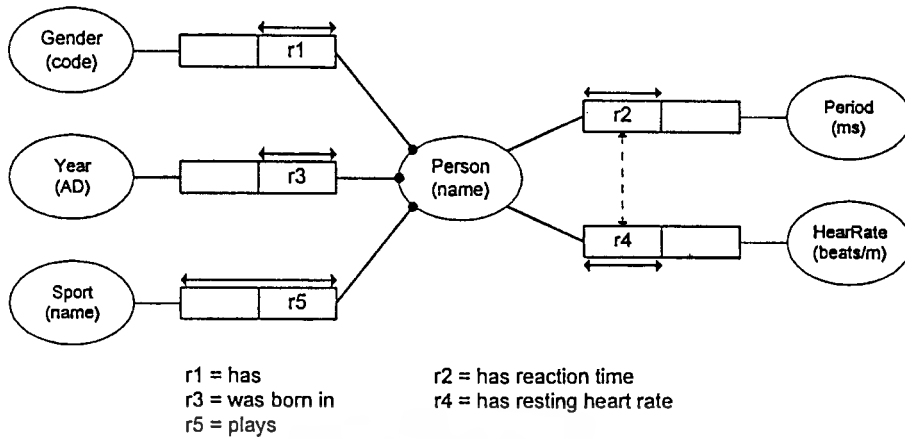 Gender
(code)
r1
Year
(AD)
r3
Sport
(name)
r5
Person
(name)
r2
Period
(ms)
r4
HearRate
(beats/m)
r1 = has
r3 = was born in
r5 = plays
r2 = has reaction time
r4 = has resting heart rate